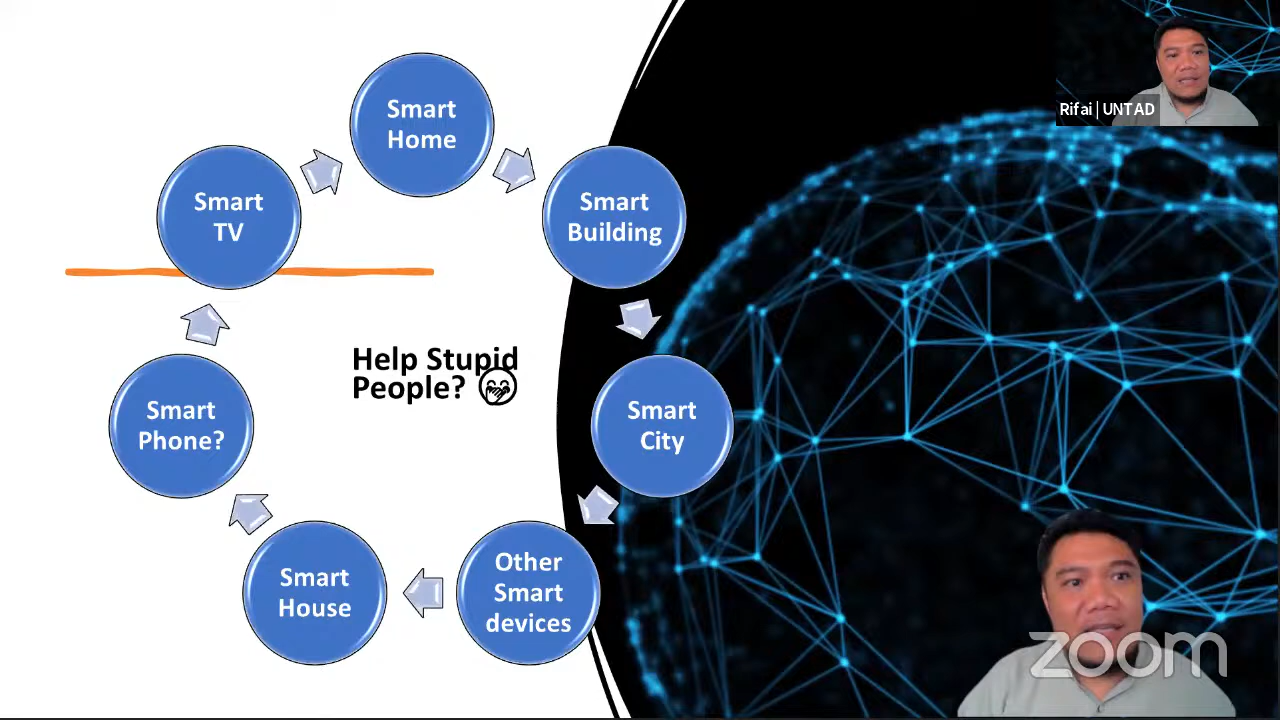 Smart
Home
Smart
Building
Smart
City
Other
Smart
devices
Smart
House
Smart
Phone?
Smart
TV
Help Stupid
People? 🤭
Rifai | UNTAD
zoom